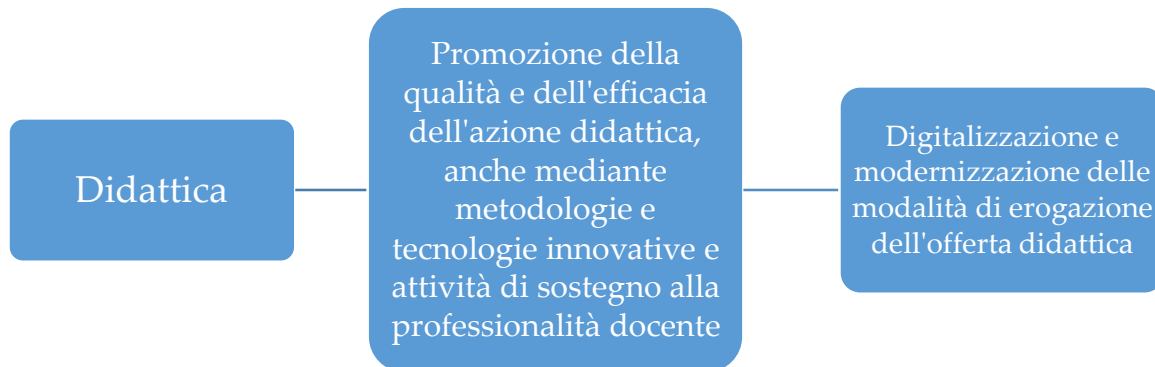 Didattica
Promozione della
qualità e dell'efficacia
dell'azione didattica,
anche mediante
metodologie e
tecnologie innovative e
attività di sostegno alla
professionalità docente
Digitalizzazione e
modernizzazione delle
modalità di erogazione
dell'offerta didattica